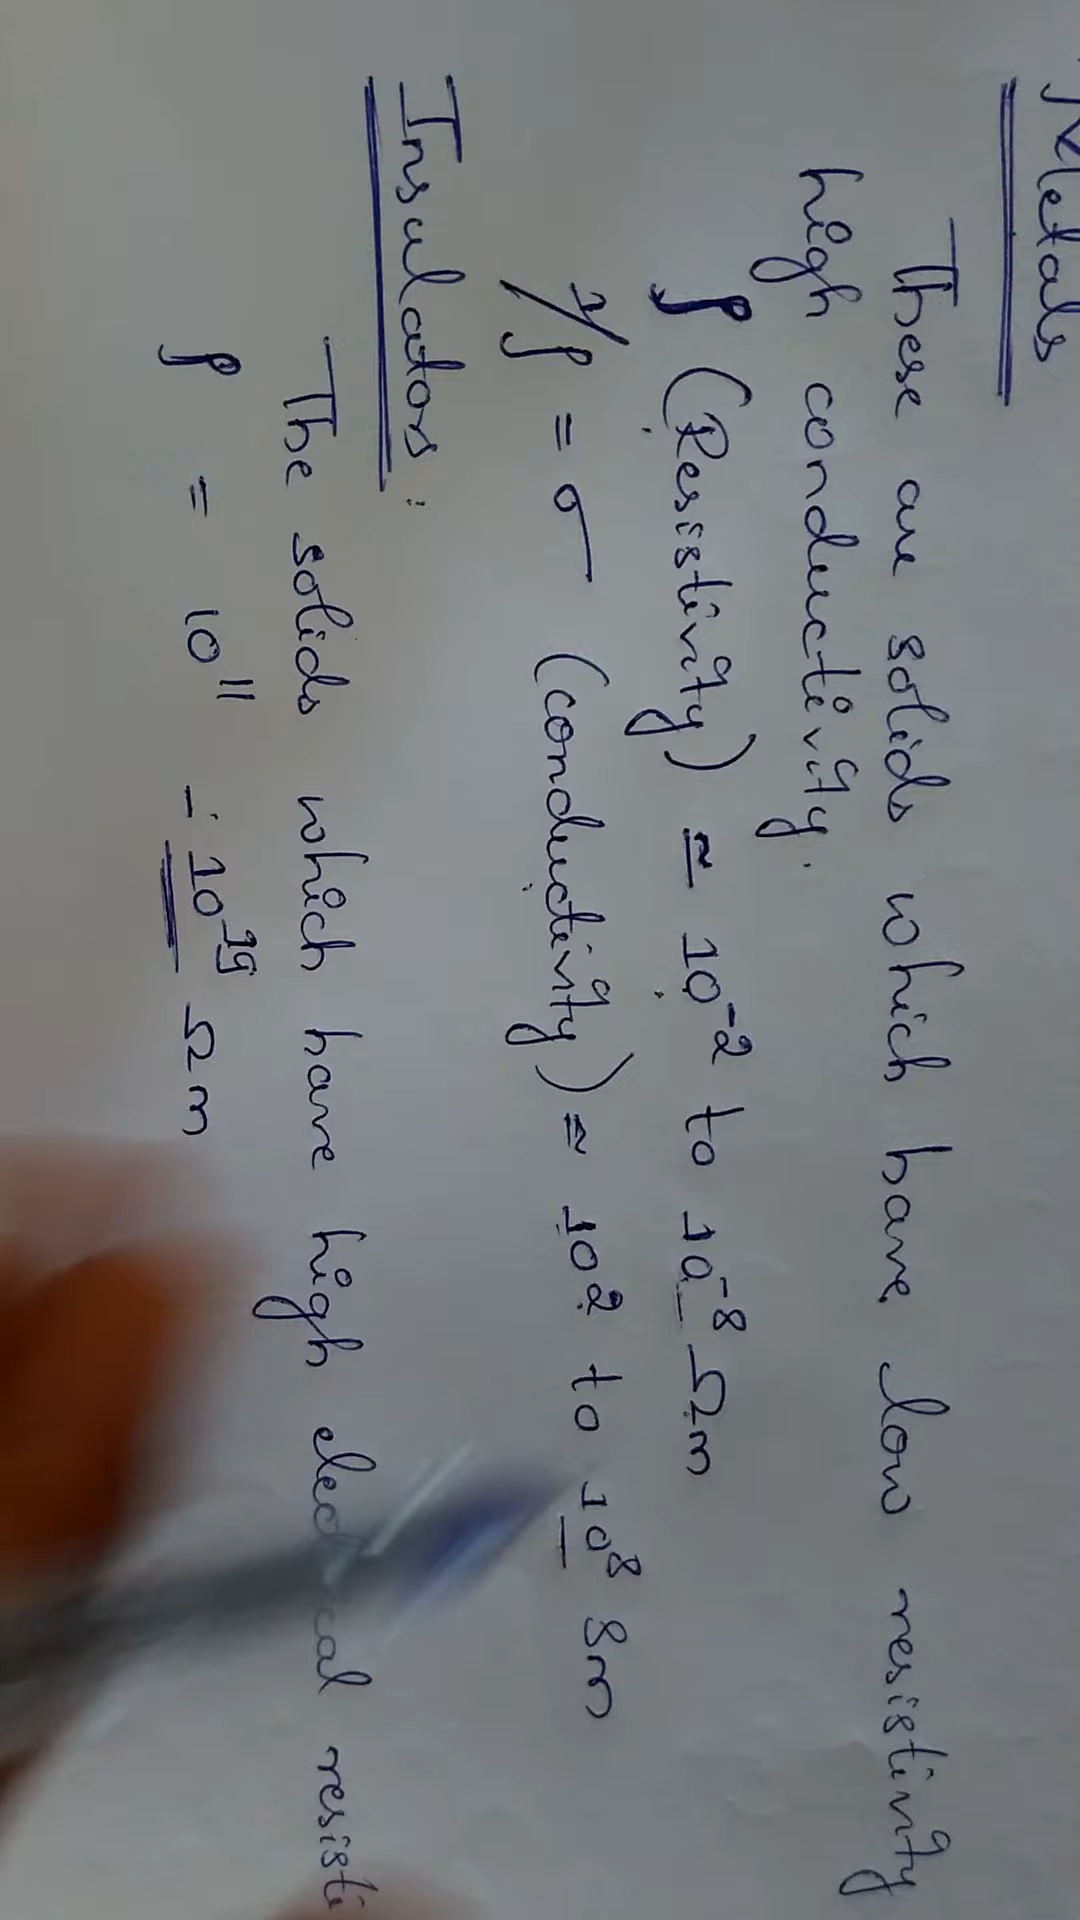 Metals
These are solids which have low resistivity
high conductivity.
ρ (Resistivity) ≃ 10⁻² to 10⁻⁸ Ωm
1/ρ = σ (conductivity) ≃ 10² to 10⁸ Sm
Insulators :
The solids which have high electrical resisti
ρ = 10¹¹ - 10¹⁹ Ωm